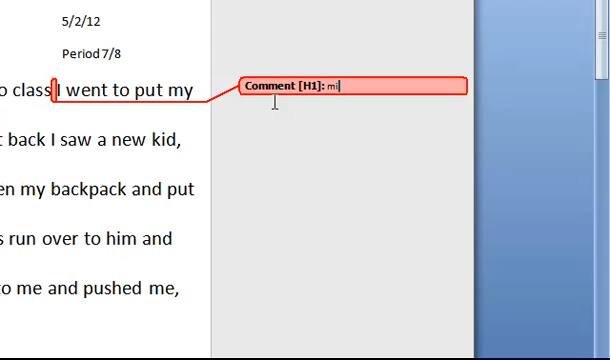 5/2/12
Period 7/8
o class I went to put my
Comment [H1]: mi
t back I saw a new kid,
en my backpack and put
s run over to him and
to me and pushed me,